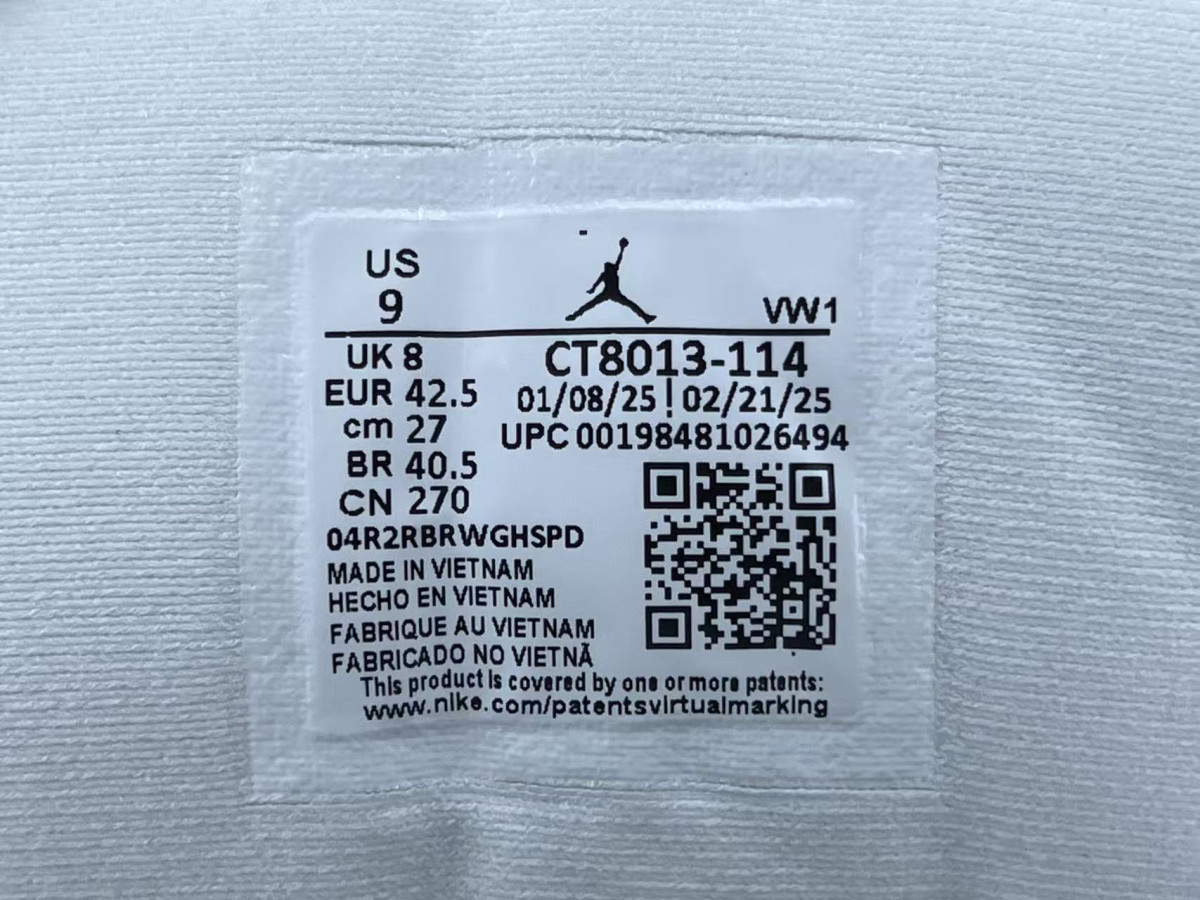 US
9
VW1
UK 8
CT8013-114
EUR 42.5
01/08/25 | 02/21/25
cm 27
UPC 00198481026494
BR 40.5
CN 270
04R2RBRWGHSPD
MADE IN VIETNAM
HECHO EN VIETNAM
FABRIQUE AU VIETNAM
FABRICADO NO VIETNÃ
This product is covered by one or more patents:
www.nike.com/patentsvirtualmarking